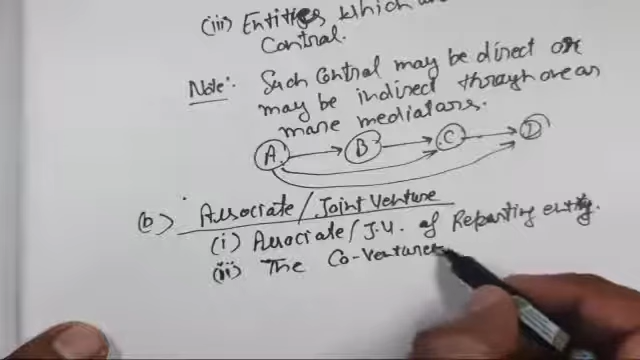 (iii) Entities which
Control.
Note: Such Control may be direct or
may be indirect through one or
more mediators.
A B C D
(b) Associate/Joint Venture
(i) Associate/J.V. of Reporting entity.
(ii) The Co-Venturer